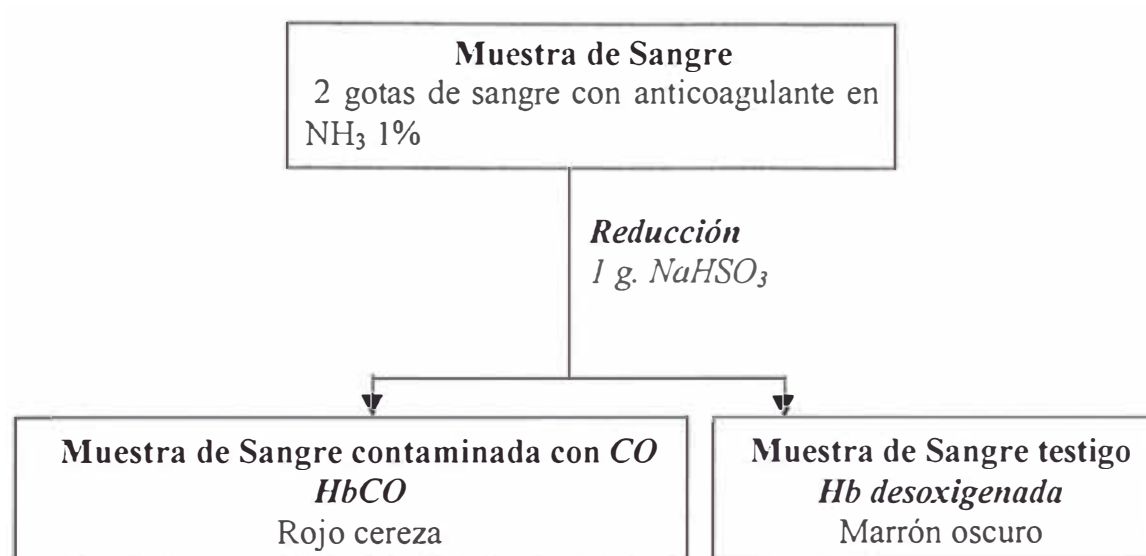 Muestra de Sangre
2 gotas de sangre con anticoagulante en
NH₃ 1%
Reducción
1 g. NaHSO₃
Muestra de Sangre contaminada con CO
HbCO
Rojo cereza
Muestra de Sangre testigo
Hb desoxigenada
Marrón oscuro